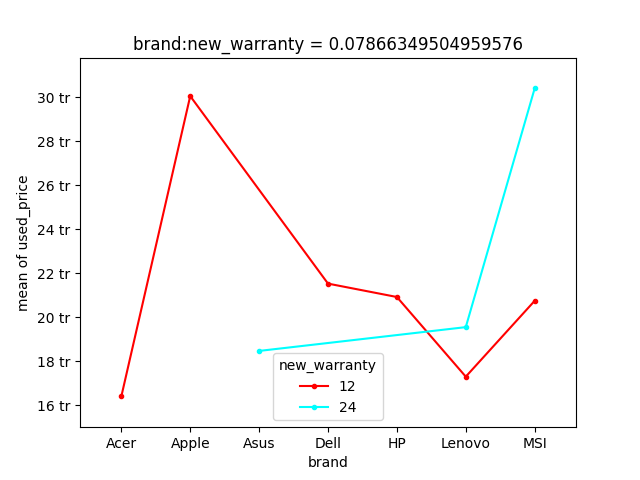 brand:new_warranty = 0.07866349504959576
mean of used_price
30 tr
28 tr
26 tr
24 tr
22 tr
20 tr
18 tr
16 tr
new_warranty
12
24
Acer Apple Asus Dell HP Lenovo MSI
brand